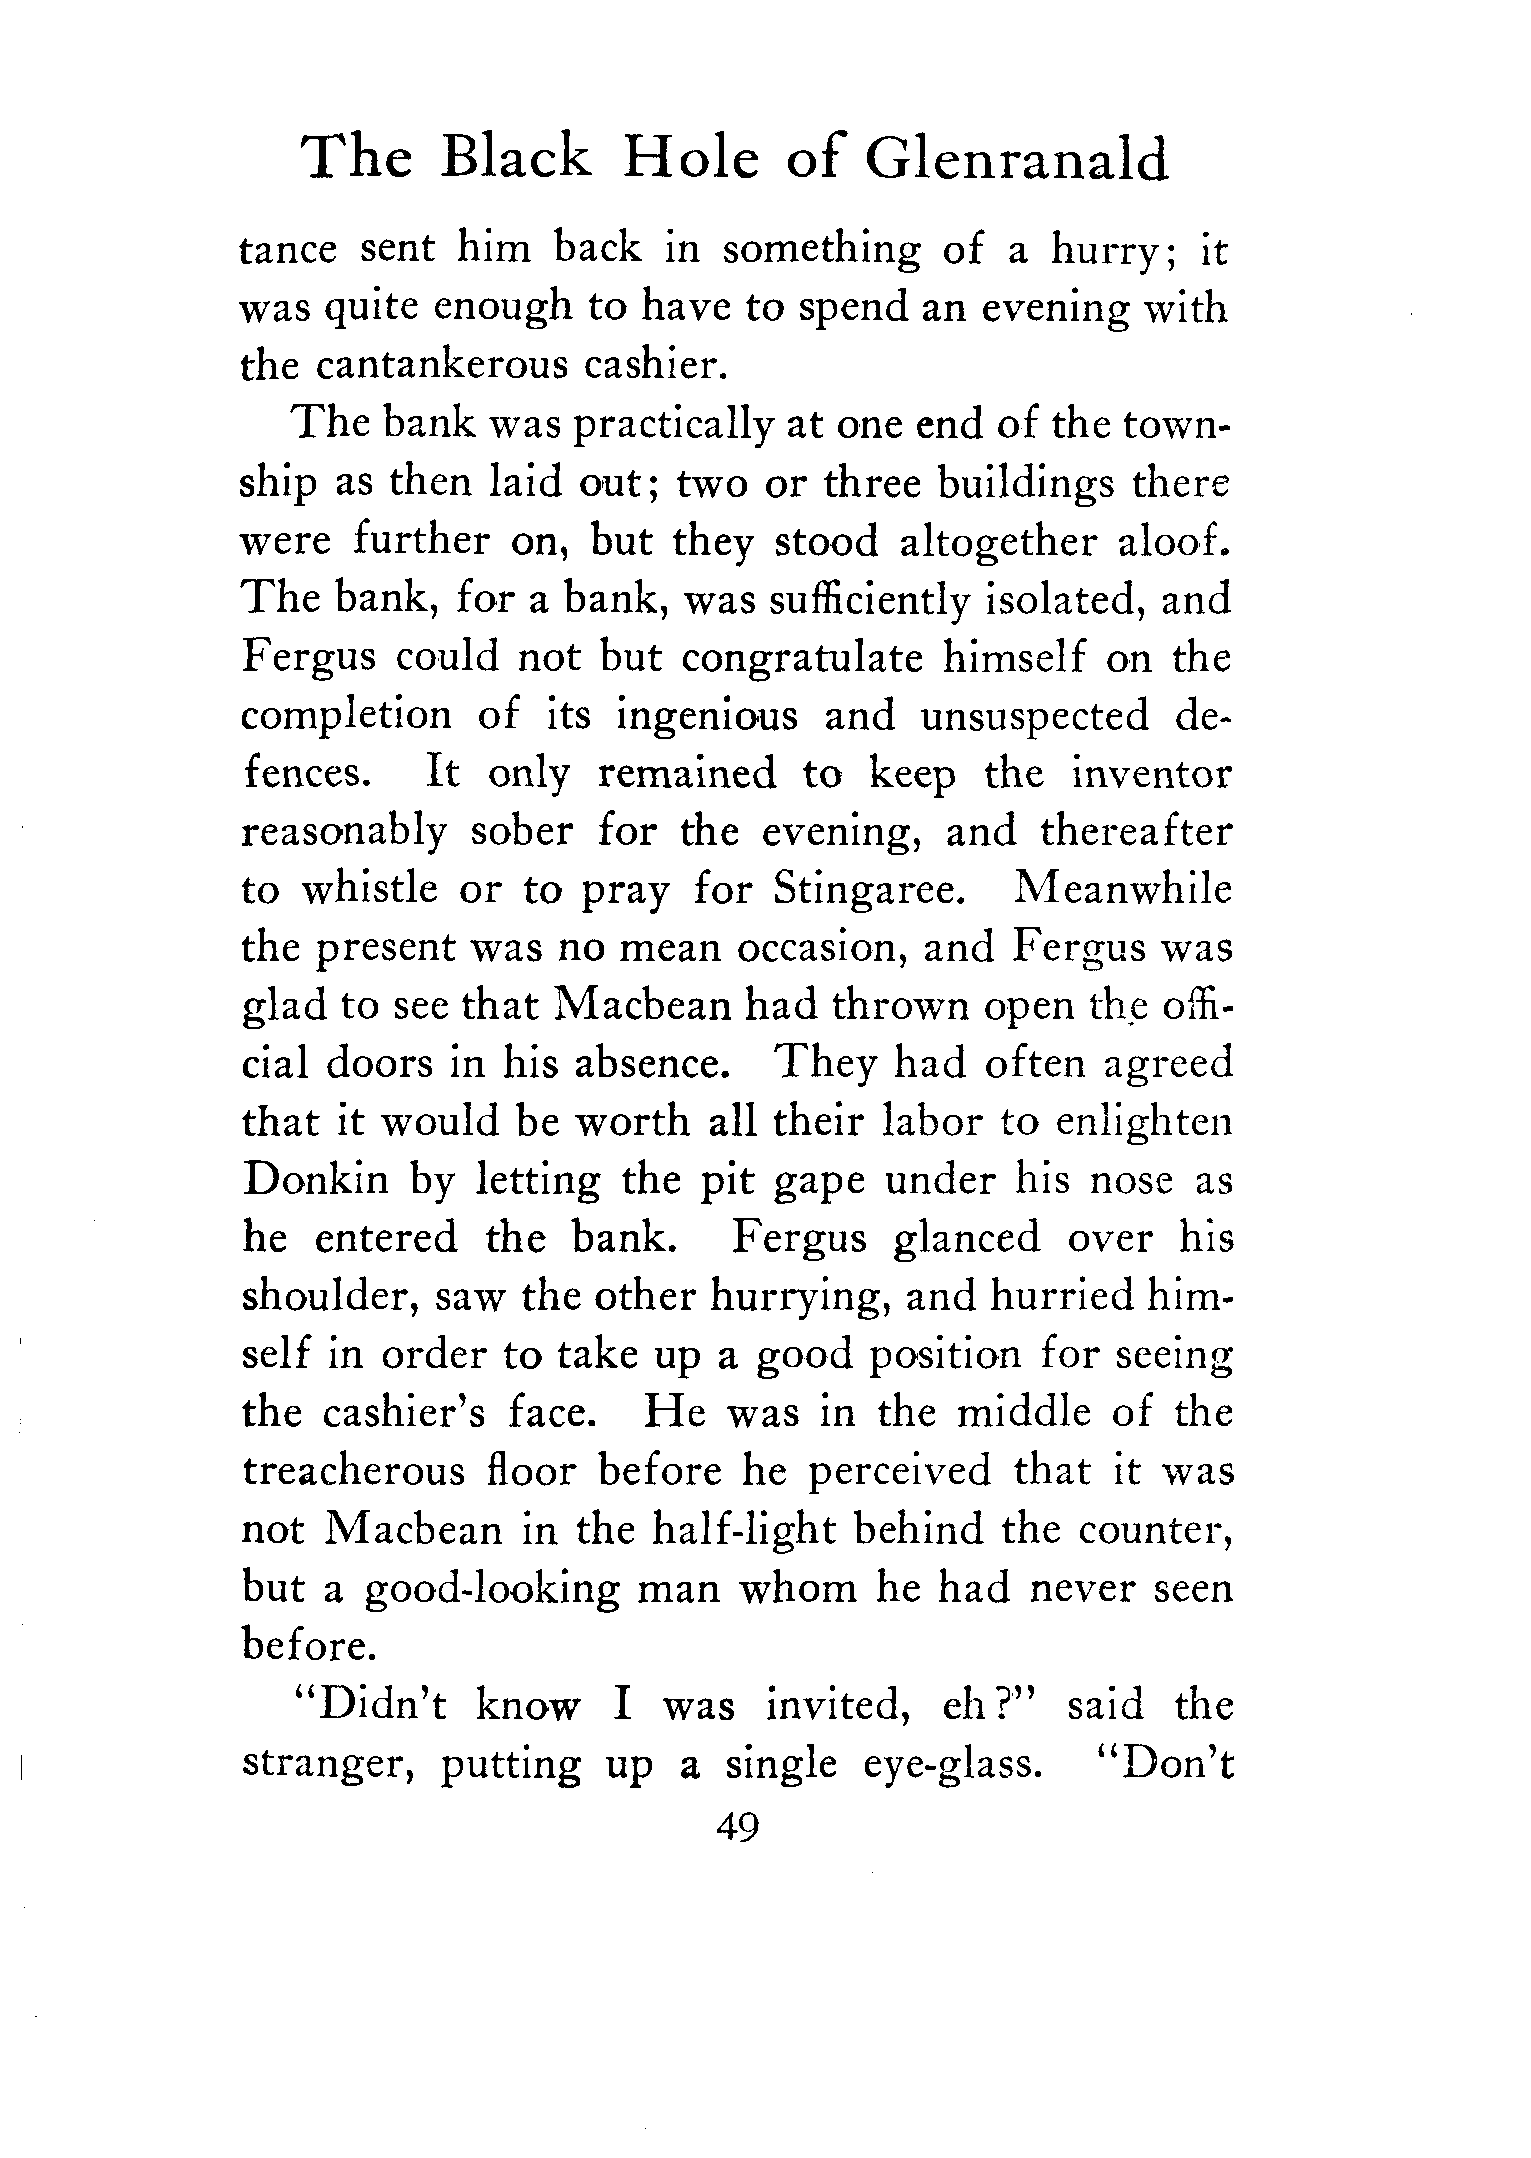 The Black Hole of Glenranald
tance sent him back in something of a hurry; it
was quite enough to have to spend an evening with
the cantankerous cashier.
The bank was practically at one end of the town-
ship as then laid out; two or three buildings there
were further on, but they stood altogether aloof.
The bank, for a bank, was sufficiently isolated, and
Fergus could not but congratulate himself on the
completion of its ingenious and unsuspected de-
fences. It only remained to keep the inventor
reasonably sober for the evening, and thereafter
to whistle or to pray for Stingaree. Meanwhile
the present was no mean occasion, and Fergus was
glad to see that Macbean had thrown open the offi-
cial doors in his absence. They had often agreed
that it would be worth all their labor to enlighten
Donkin by letting the pit gape under his nose as
he entered the bank. Fergus glanced over his
shoulder, saw the other hurrying, and hurried him-
self in order to take up a good position for seeing
the cashier's face. He was in the middle of the
treacherous floor before he perceived that it was
not Macbean in the half-light behind the counter,
but a good-looking man whom he had never seen
before.
"Didn't know I was invited, eh?" said the
stranger, putting up a single eye-glass. "Don't
49